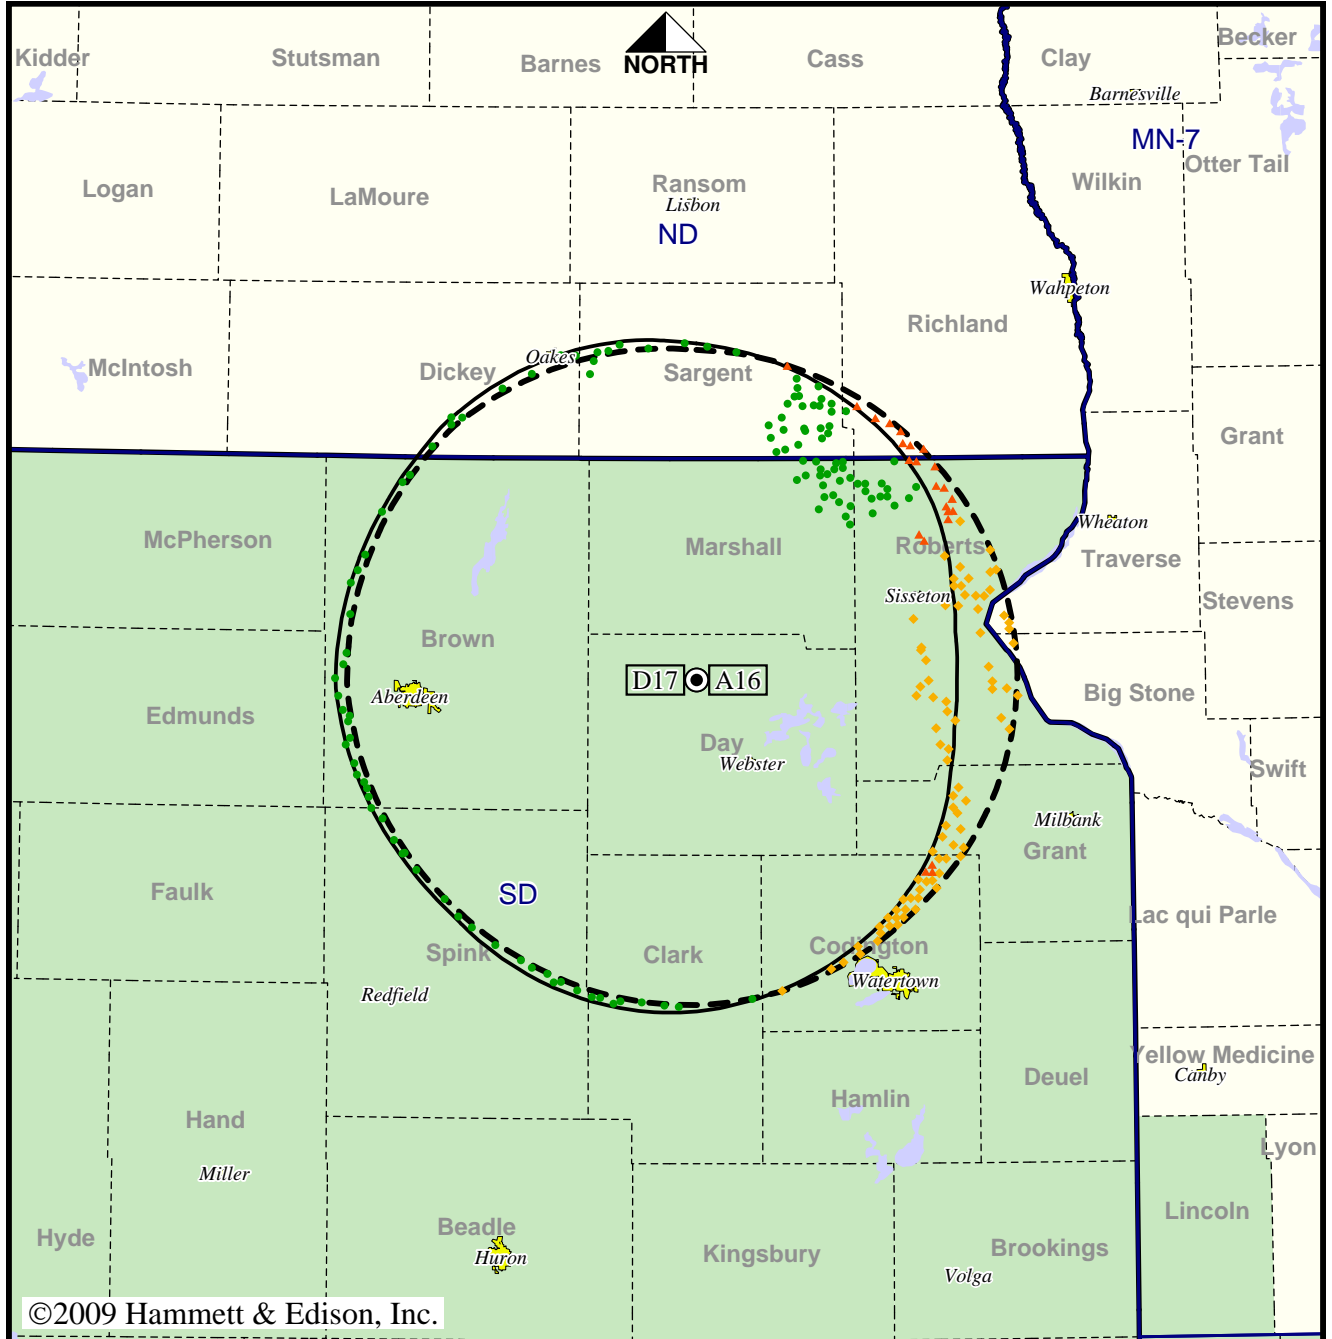 Kidder
Stutsman
Barnes
NORTH
Cass
Clay
Becker
Barnesville
MN-7
Logan
LaMoure
Ransom
Lisbon
ND
Wilkin
Otter Tail
Wahpeton
Richland
McIntosh
Dickey
Oakes
Sargent
Grant
McPherson
Marshall
Roberts
Wheaton
Traverse
Sisseton
Stevens
Brown
Edmunds
Aberdeen
D17
A16
Big Stone
Day
Webster
Swift
Milbank
Grant
Faulk
SD
Lac qui Parle
Spink
Clark
Codington
Redfield
Watertown
Yellow Medicine
Canby
Deuel
Hamlin
Hand
Lyon
Miller
Lincoln
Hyde
Beadle
Huron
Kingsbury
Brookings
Volga
©2009 Hammett & Edison, Inc.